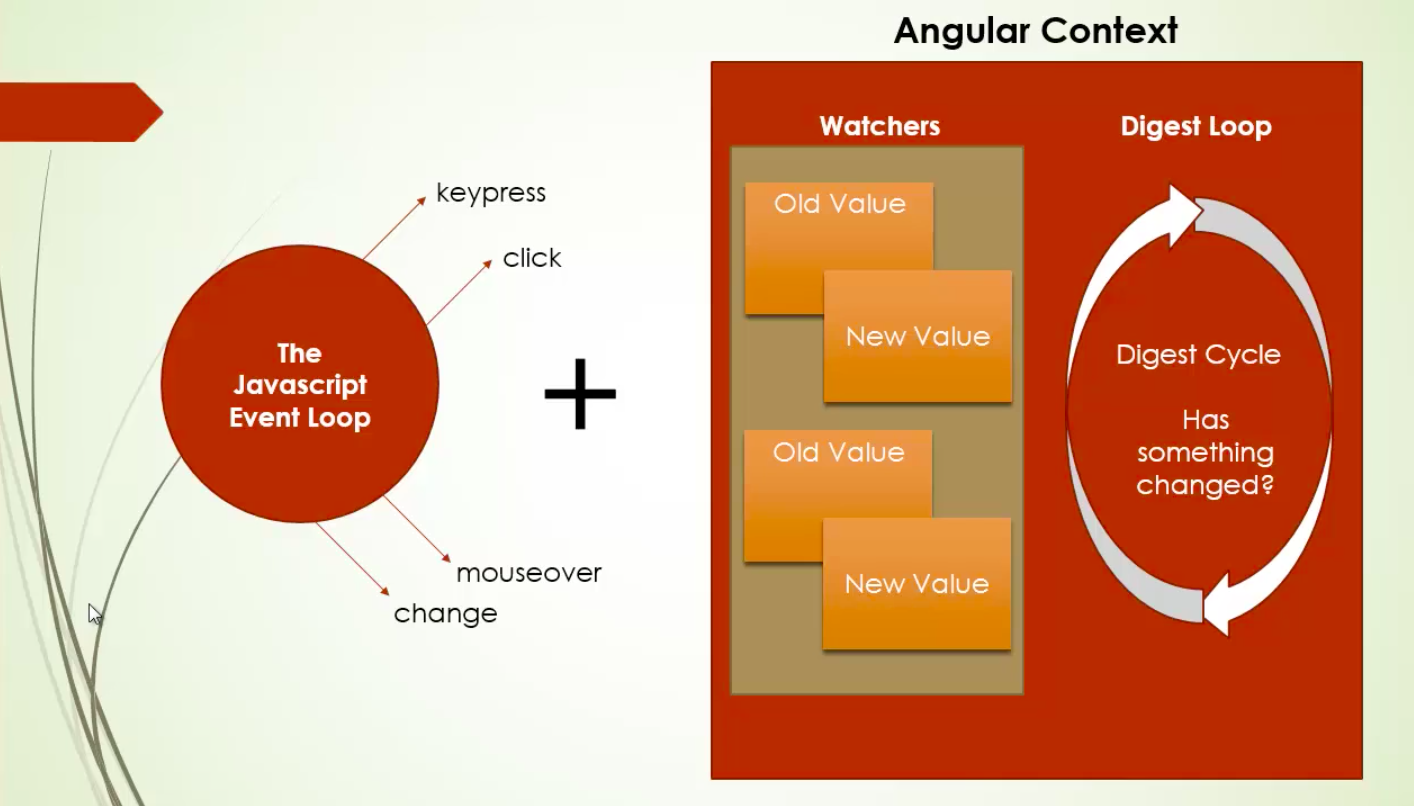 Angular Context
Watchers
Digest Loop
keypress
click
The
Javascript
Event Loop
mouseover
change
Old Value
New Value
Old Value
New Value
Digest Cycle
Has
something
changed?